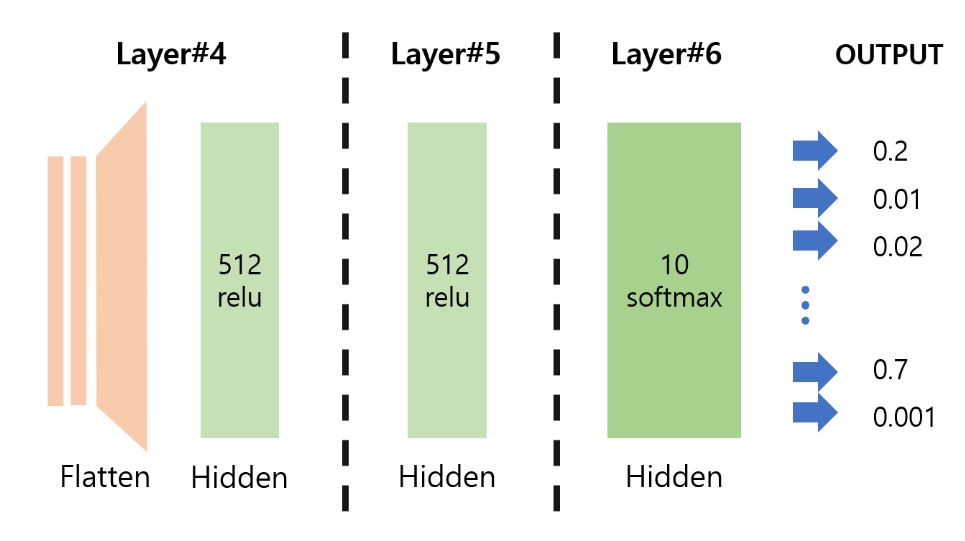 Layer#4
Layer#5
Layer#6
OUTPUT
512
relu
512
relu
10
softmax
0.2
0.01
0.02
0.7
0.001
Flatten
Hidden
Hidden
Hidden